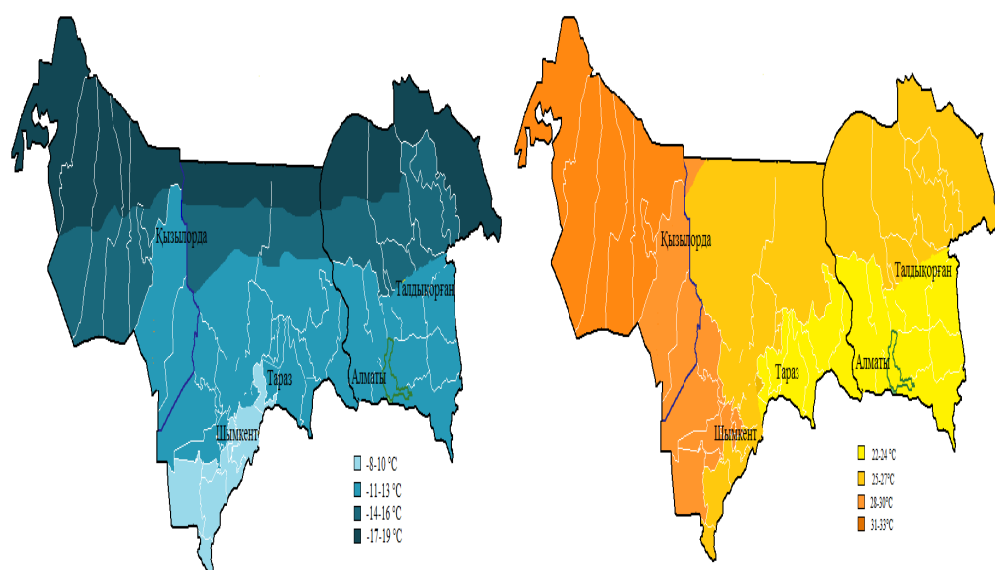 Қызылорда
Талдықорған
Тараз
Алматы
Шымкент
-8-10 °C
-11-13 °C
-14-16 °C
-17-19 °C
Қызылорда
Талдықорған
Тараз
Алматы
Шымкент
22-24 °C
25-27°C
28-30°C
31-33°C